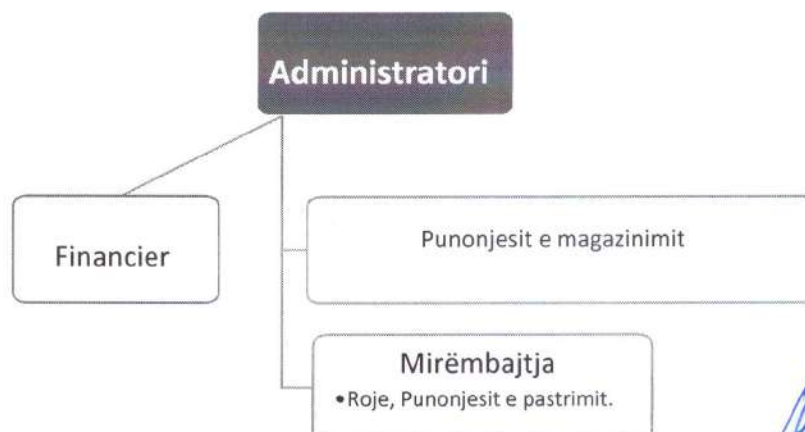 Administratori
Financier
Punonjesit e magazinimit
Mirëmbajtja
•Roje, Punonjesit e pastrimit.